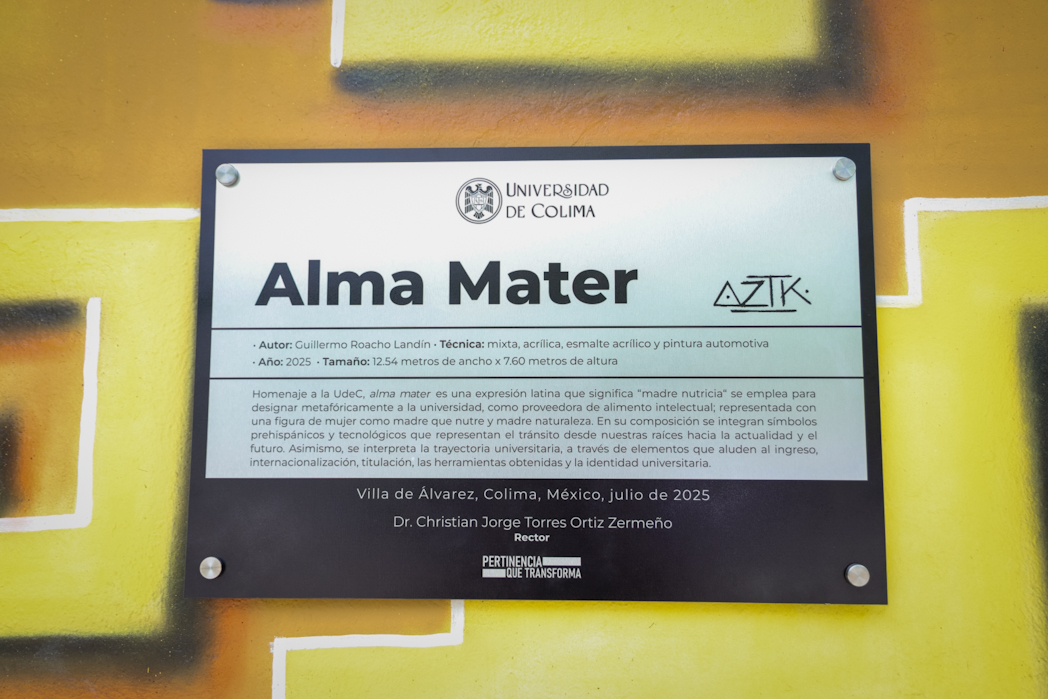 UNIVERSIDAD
DE COLIMA
Alma Mater
AZTK
· Autor: Guillermo Roacho Landín · Técnica: mixta, acrílica, esmalte acrílico y pintura automotiva
· Año: 2025 · Tamaño: 12.54 metros de ancho x 7.60 metros de altura
Homenaje a la UdeC, alma mater es una expresión latina que significa "madre nutricia" se emplea para
designar metafóricamente a la universidad, como proveedora de alimento intelectual; representada con
una figura de mujer como madre que nutre y madre naturaleza. En su composición se integran símbolos
prehispánicos y tecnológicos que representan el tránsito desde nuestras raíces hacia la actualidad y el
futuro. Asimismo, se interpreta la trayectoria universitaria, a través de elementos que aluden al ingreso,
internacionalización, titulación, las herramientas obtenidas y la identidad universitaria.
Villa de Álvarez, Colima, México, julio de 2025
Dr. Christian Jorge Torres Ortiz Zermeño
Rector
PERTINENCIA
QUE TRANSFORMA